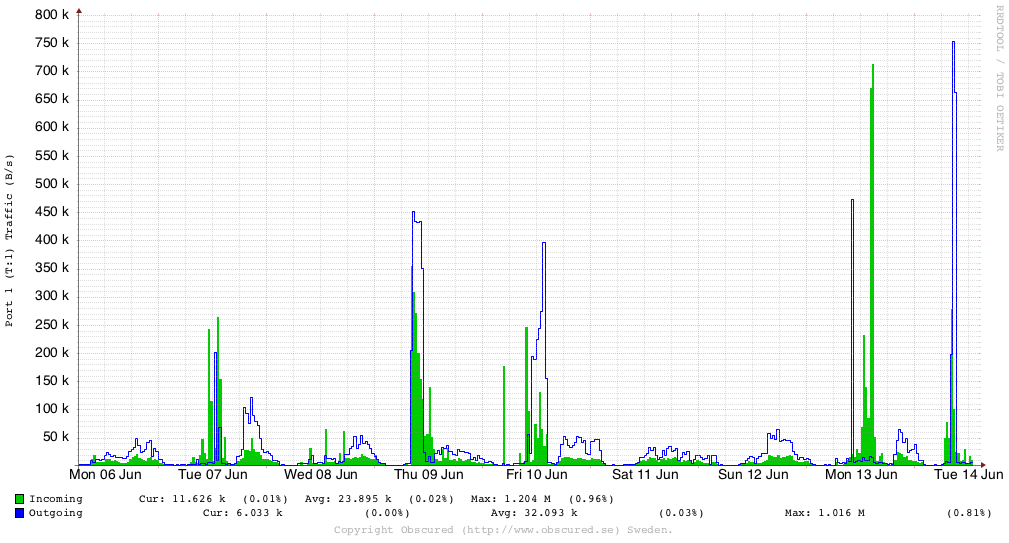 800 k
750 k
700 k
650 k
600 k
550 k
500 k
450 k
400 k
350 k
300 k
250 k
200 k
150 k
100 k
50 k
Port 1 (T:1) Traffic (B/s)
RRDTOOL / TOBI OETIKER
Mon 06 Jun Tue 07 Jun Wed 08 Jun Thu 09 Jun Fri 10 Jun Sat 11 Jun Sun 12 Jun Mon 13 Jun Tue 14 Jun
Incoming Cur: 11.626 k (0.01%) Avg: 23.895 k (0.02%) Max: 1.204 M (0.96%)
Outgoing Cur: 6.033 k (0.00%) Avg: 32.093 k (0.03%) Max: 1.016 M (0.81%)
Copyright Obscured (http://www.obscured.se) Sweden.